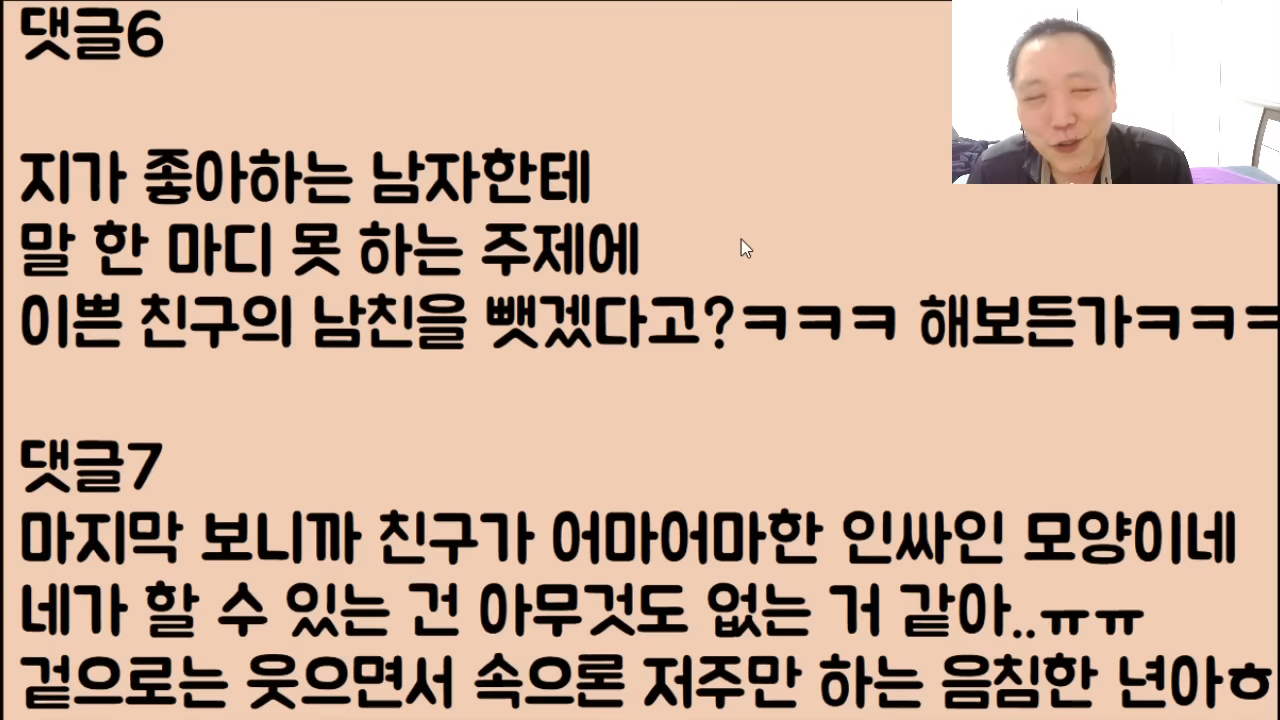 댓글6
지가 좋아하는 남자한테
말 한 마디 못 하는 주제에
이쁜 친구의 남친을 뺏겠다고?ㅋㅋㅋ 해보든가ㅋㅋㅋ
댓글7
마지막 보니까 친구가 어마어마한 인싸인 모양이네
네가 할 수 있는 건 아무것도 없는 거 같아..ㅠㅠ
겉으로는 웃으면서 속으론 저주만 하는 음침한 년아ㅎ